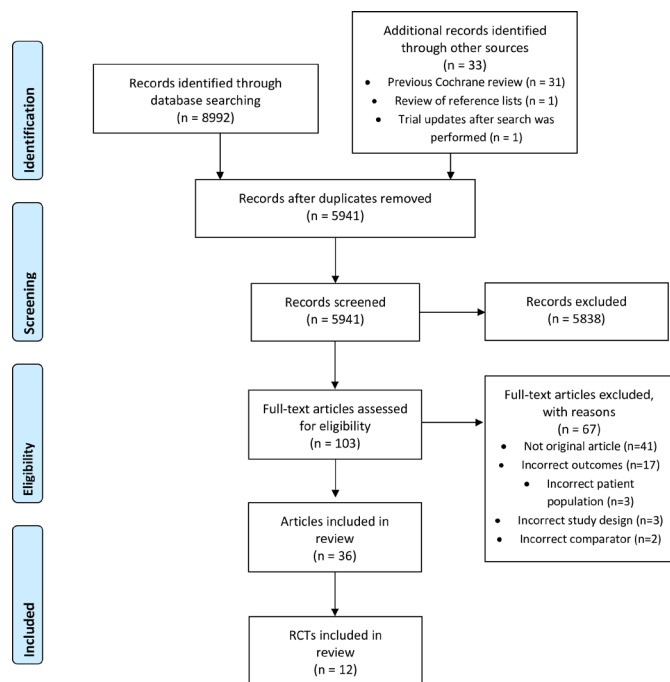 Identification
Records identified through
database searching
(n = 8992)
Additional records identified
through other sources
(n = 33)
• Previous Cochrane review (n = 31)
• Review of reference lists (n = 1)
• Trial updates after search was
performed (n = 1)
Records after duplicates removed
(n = 5941)
Screening
Records screened
(n = 5941)
Records excluded
(n = 5838)
Eligibility
Full-text articles assessed
for eligibility
(n = 103)
Full-text articles excluded,
with reasons
(n = 67)
• Not original article (n=41)
• Incorrect outcomes (n=17)
• Incorrect patient
population (n=3)
• Incorrect study design (n=3)
• Incorrect comparator (n=2)
Included
Articles included in
review
(n = 36)
RCTs included in
review
(n = 12)